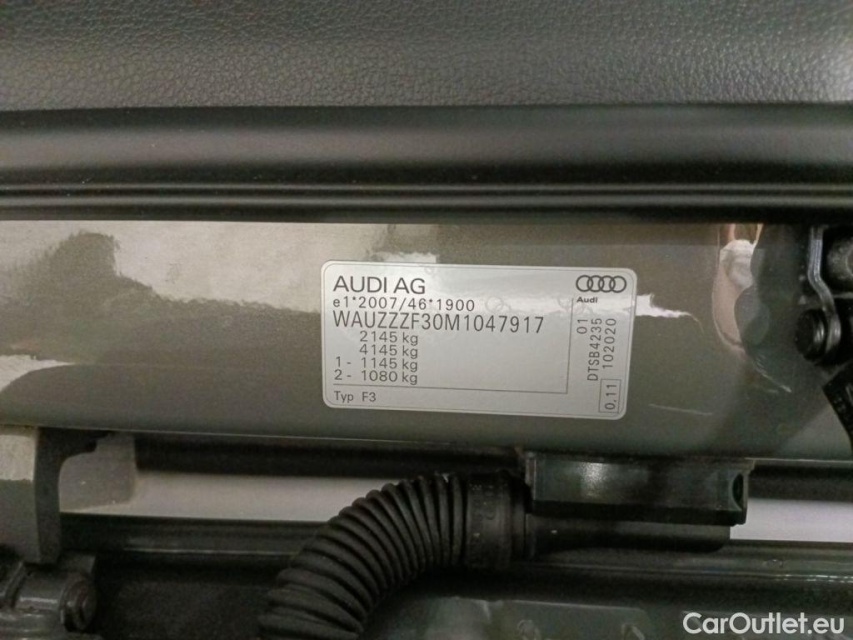 AUDI AG
e1*2007/46*1900
WAUZZZF30M1047917
2145 kg
4145 kg
1 - 1145 kg
2 - 1080 kg
Typ F3
Audi
01
DTSB4235
0,11 102020
CarOutlet.eu